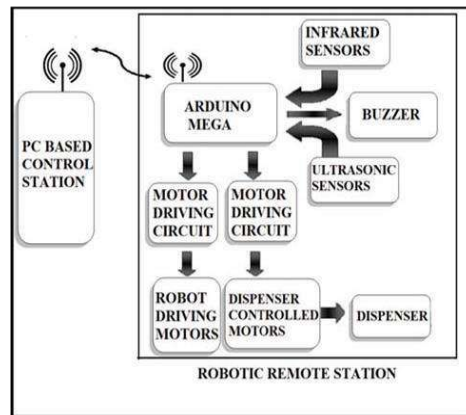 INFRARED
SENSORS
ARDUINO
MEGA
BUZZER
PC BASED
CONTROL
STATION
ULTRASONIC
SENSORS
MOTOR
DRIVING
CIRCUIT
MOTOR
DRIVING
CIRCUIT
ROBOT
DRIVING
MOTORS
DISPENSER
CONTROLLED
MOTORS
DISPENSER
ROBOTIC REMOTE STATION